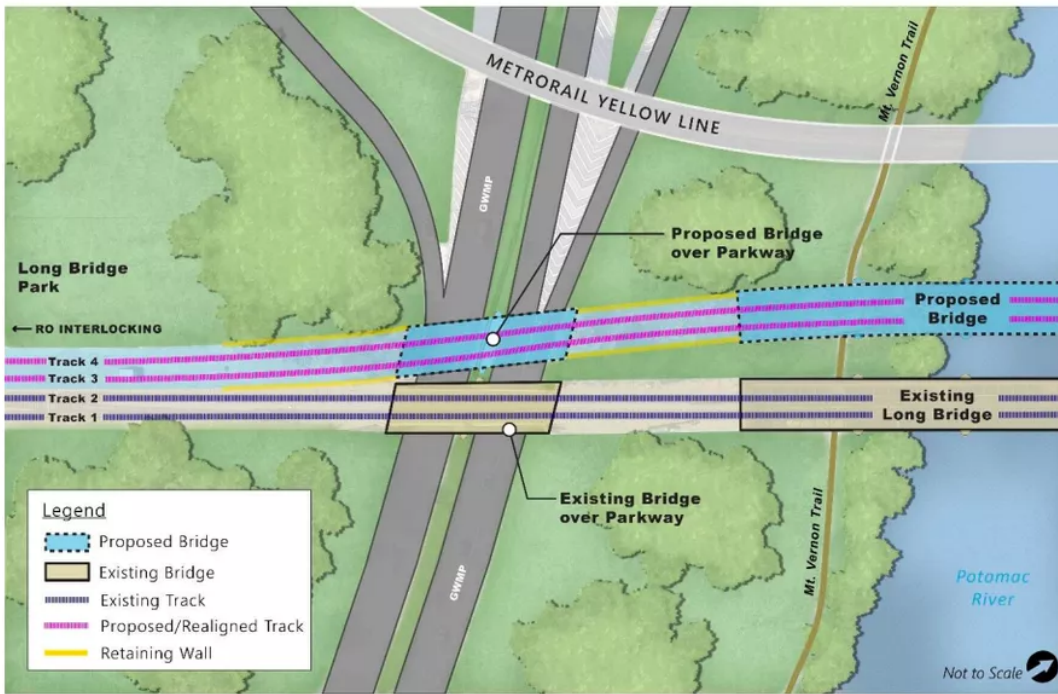 METRORAIL YELLOW LINE
Mt. Vernon Trail
GWMP
Proposed Bridge
over Parkway
Long Bridge
Park
Proposed
Bridge
RO INTERLOCKING
Track 4
Track 3
Track 2
Track 1
Existing
Long Bridge
Existing Bridge
over Parkway
Legend
Proposed Bridge
Existing Bridge
Existing Track
Proposed/Realigned Track
Retaining Wall
GWMP
Mt. Vernon Trail
Potomac
River
Not to Scale